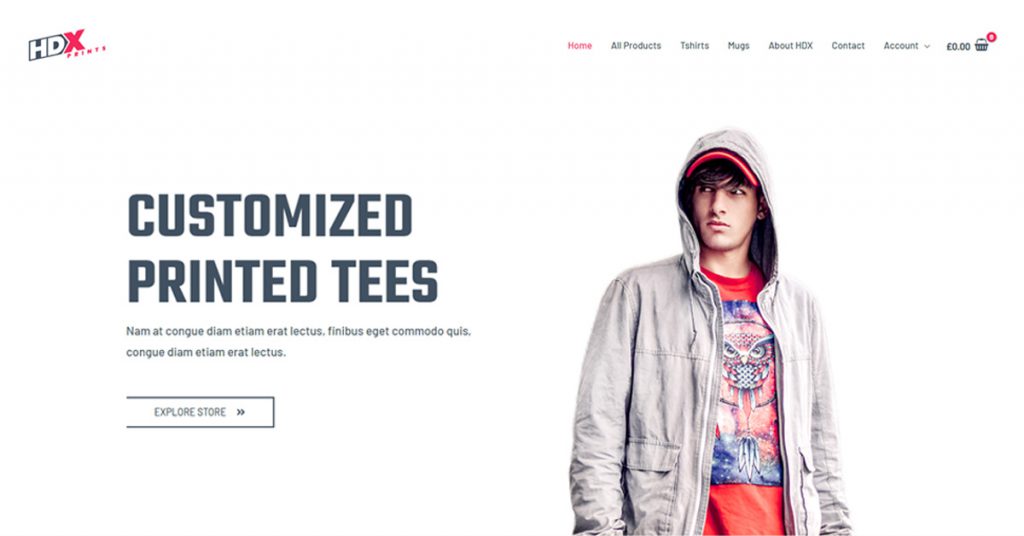 HDX
PRINTS
Home All Products Tshirts Mugs About HDX Contact Account £0.00 0
CUSTOMIZED
PRINTED TEES
Nam at congue diam etiam erat lectus, finibus eget commodo quis,
congue diam etiam erat lectus.
EXPLORE STORE »